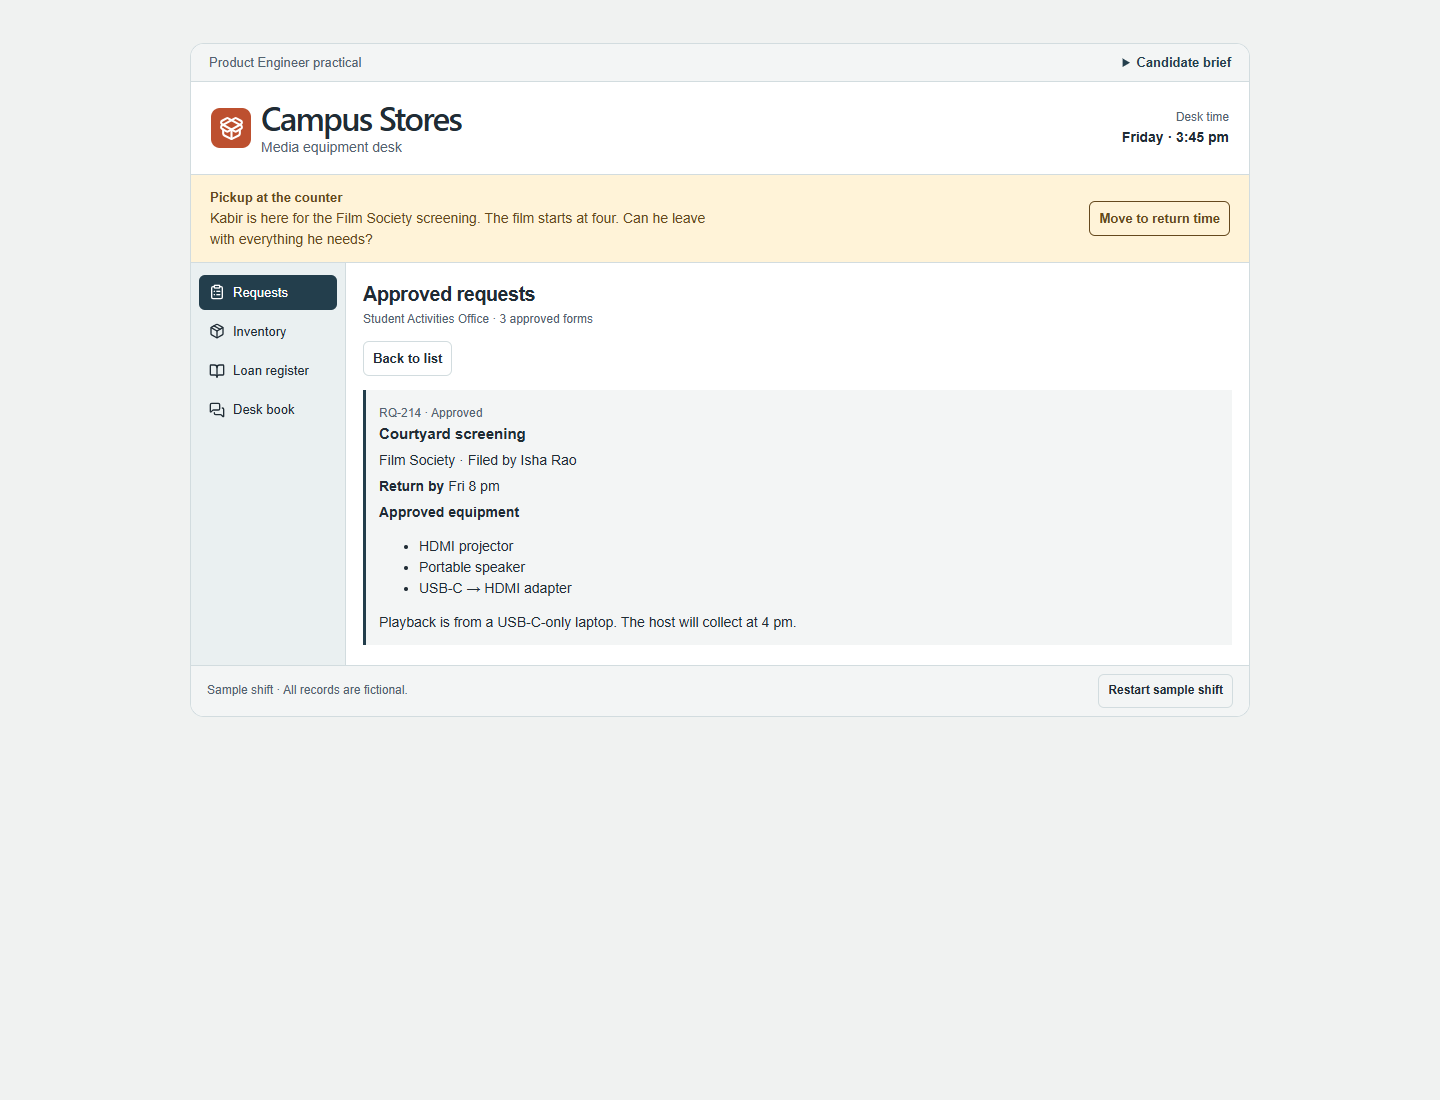 Product Engineer practical
Candidate brief
Campus Stores
Media equipment desk
Desk time
Friday · 3:45 pm
Pickup at the counter
Kabir is here for the Film Society screening. The film starts at four. Can he leave
with everything he needs?
Move to return time
Requests
Inventory
Loan register
Desk book
Approved requests
Student Activities Office · 3 approved forms
Back to list
RQ-214 · Approved
Courtyard screening
Film Society · Filed by Isha Rao
Return by Fri 8 pm
Approved equipment
• HDMI projector
• Portable speaker
• USB-C → HDMI adapter
Playback is from a USB-C-only laptop. The host will collect at 4 pm.
Sample shift · All records are fictional.
Restart sample shift